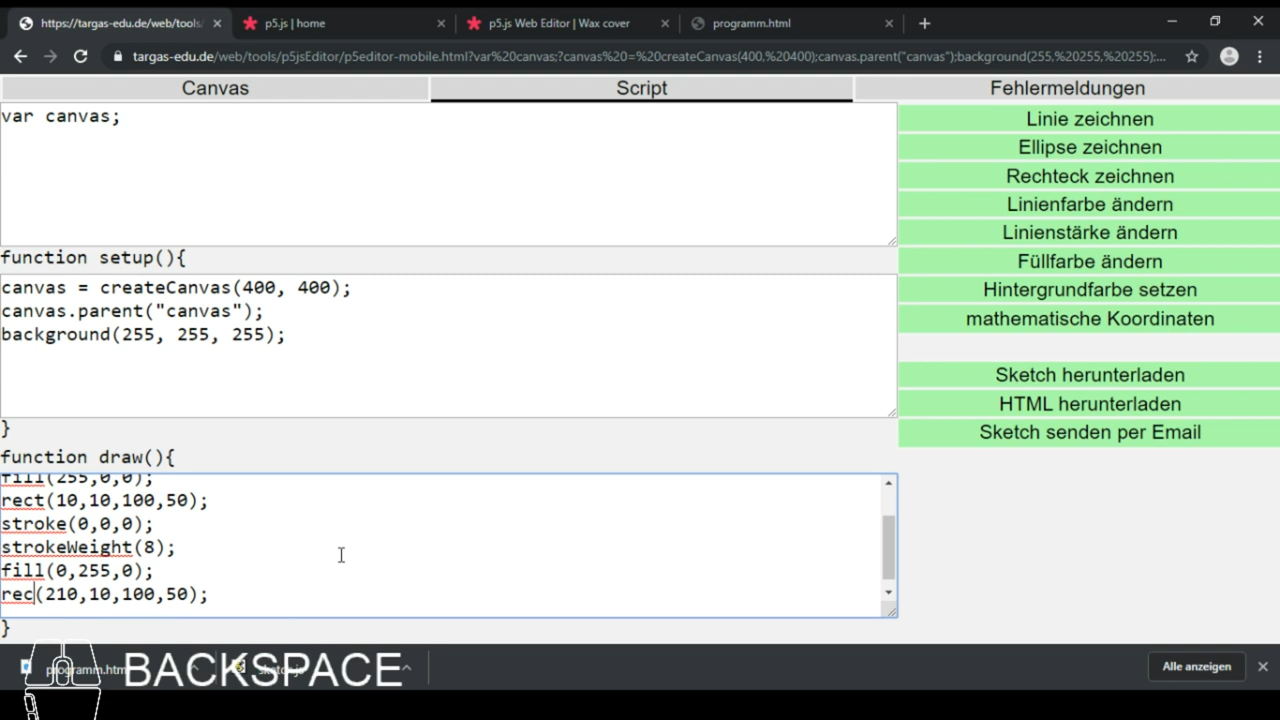 https://targas-edu.de/web/tools
p5.js | home
p5.js Web Editor | Wax cover
programm.html
targas-edu.de/web/tools/p5jsEditor/p5editor-mobile.html?var%20canvas;?canvas%20=%20createCanvas(400,%20400);canvas.parent("canvas");background(255,%20255,%20255);...
Canvas
Script
Fehlermeldungen
var canvas;
Linie zeichnen
Ellipse zeichnen
Rechteck zeichnen
Linienfarbe ändern
Linienstärke ändern
function setup(){
Füllfarbe ändern
canvas = createCanvas(400, 400);
Hintergrundfarbe setzen
canvas.parent("canvas");
mathematische Koordinaten
background(255, 255, 255);
Sketch herunterladen
HTML herunterladen
}
Sketch senden per Email
function draw(){
fill(255,0,0);
rect(10,10,100,50);
stroke(0,0,0);
strokeWeight(8);
fill(0,255,0);
rec(210,10,100,50);
}
programm.htm
BACKSPACE
Alle anzeigen